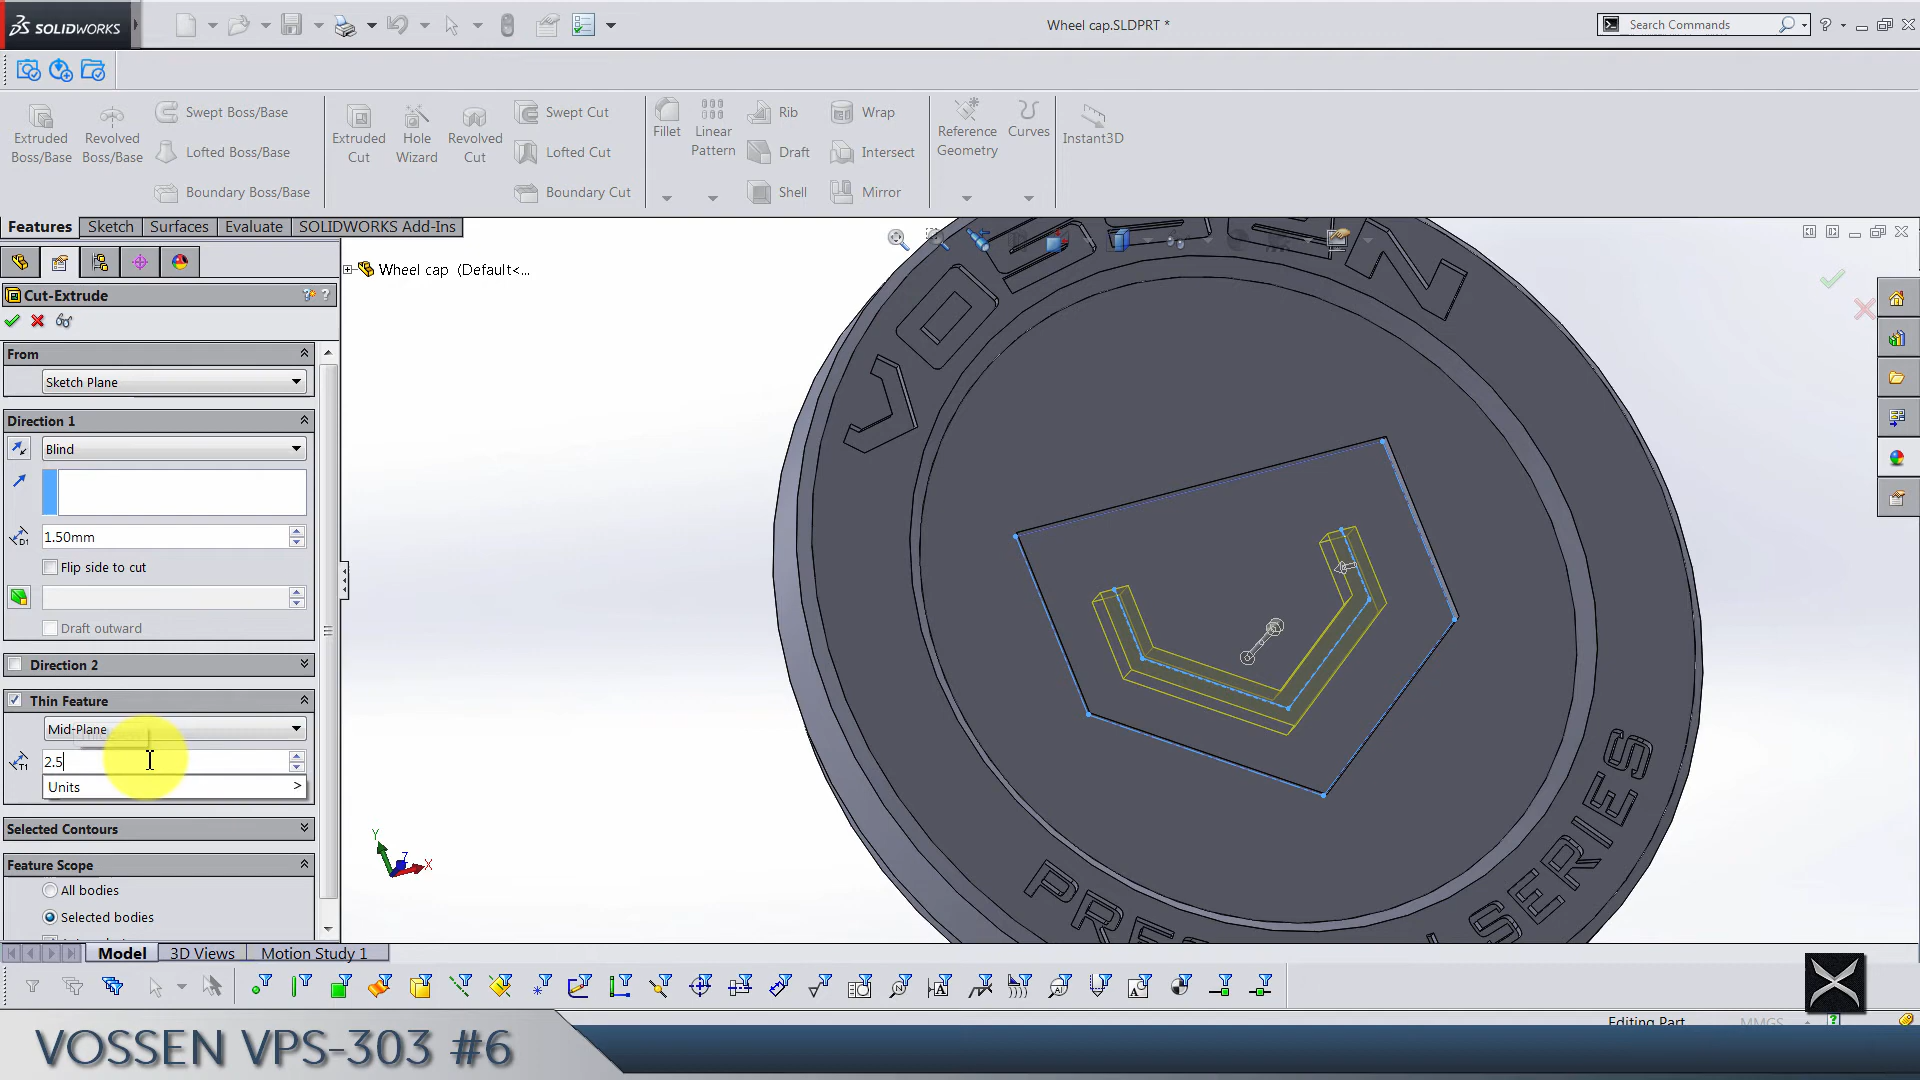 SOLIDWORKS
Wheel cap.SLDPRT *
Search Commands
?
Extruded Boss/Base
Revolved Boss/Base
Swept Boss/Base
Lofted Boss/Base
Boundary Boss/Base
Extruded Cut
Hole Wizard
Revolved Cut
Swept Cut
Lofted Cut
Boundary Cut
Fillet
Linear Pattern
Rib
Draft
Shell
Wrap
Intersect
Mirror
Reference Geometry
Curves
Instant3D
Features
Sketch
Surfaces
Evaluate
SOLIDWORKS Add-Ins
Wheel cap (Default<...
Cut-Extrude
From
Sketch Plane
Direction 1
Blind
D1
1.50mm
Flip side to cut
Draft outward
Direction 2
Thin Feature
Mid-Plane
T1
2.5
Units >
Selected Contours
Feature Scope
All bodies
Selected bodies
SERIES
Y
Z
X
Model
3D Views
Motion Study 1
Editing Part
MMGS
VOSSEN VPS-303 #6